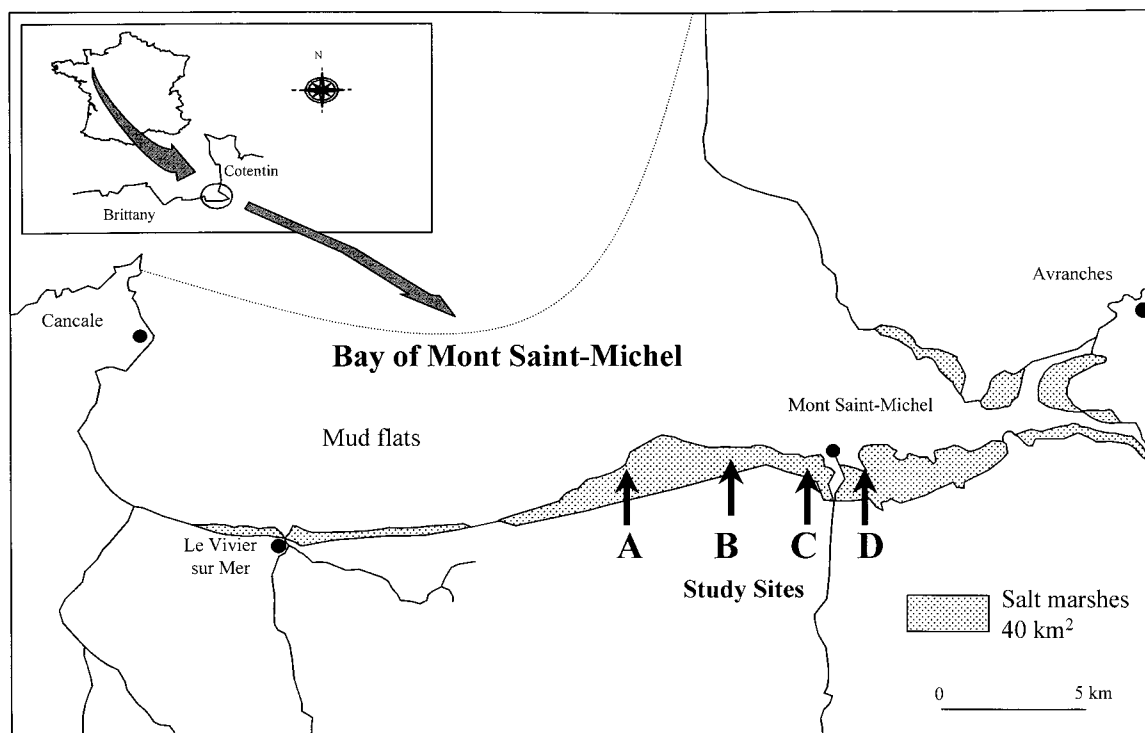 N
Cotentin
Brittany
Avranches
Cancale
Bay of Mont Saint-Michel
Mont Saint-Michel
Mud flats
A
B
C
D
Le Vivier
sur Mer
Study Sites
Salt marshes
40 km²
0
5 km